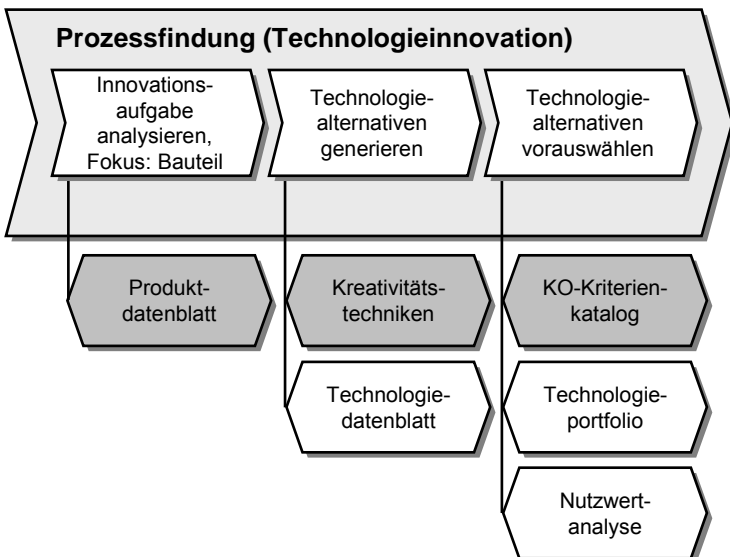 Prozessfindung (Technologieinnovation)
Innovations-
aufgabe
analysieren,
Fokus: Bauteil
Technologie-
alternativen
generieren
Technologie-
alternativen
vorauswählen
Produkt-
datenblatt
Kreativitäts-
techniken
KO-Kriterien-
katalog
Technologie-
datenblatt
Technologie-
portfolio
Nutzwert-
analyse